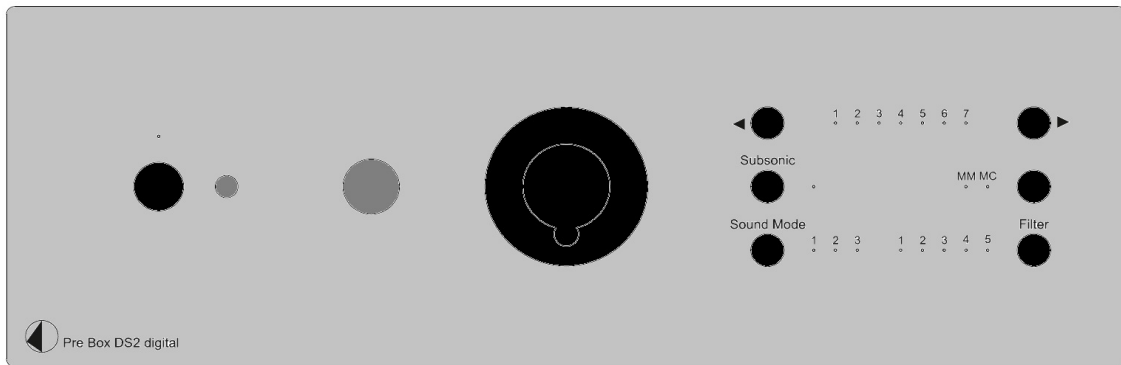 ◀ 1 2 3 4 5 6 7 ▶
Subsonic
MM MC
Sound Mode
Filter
1 2 3 1 2 3 4 5
Pre Box DS2 digital